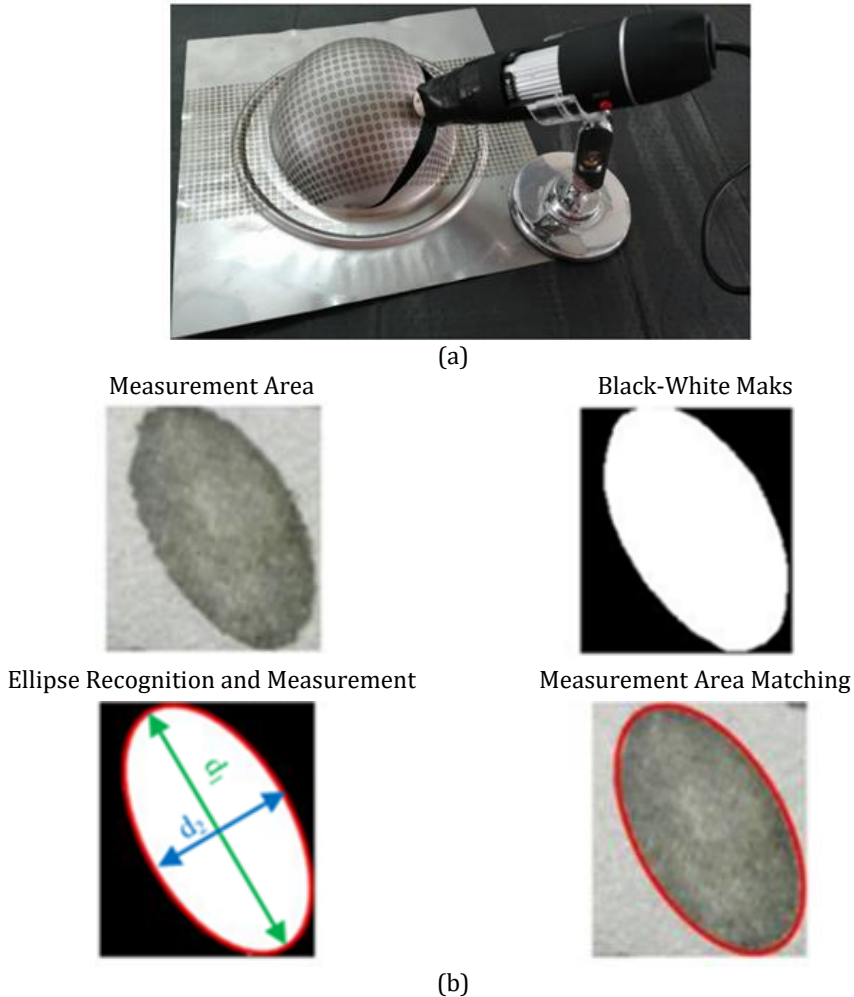 (a)
Measurement Area
Black-White Maks
Ellipse Recognition and Measurement
Measurement Area Matching
d₁
d₂
(b)